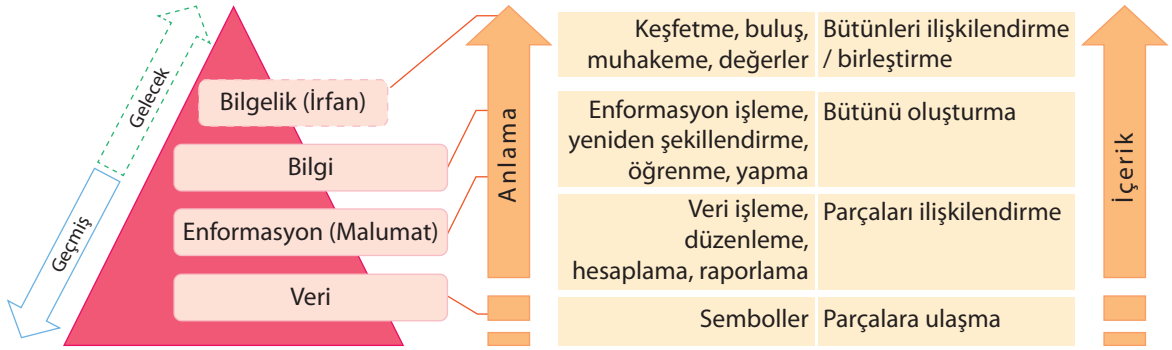 Gelecek
Geçmiş
Bilgelik (İrfan)
Bilgi
Enformasyon (Malumat)
Veri
Anlama
Keşfetme, buluş,
muhakeme, değerler
Bütünleri ilişkilendirme
/ birleştirme
Enformasyon işleme,
yeniden şekillendirme,
öğrenme, yapma
Bütünü oluşturma
Veri işleme,
düzenleme,
hesaplama, raporlama
Parçaları ilişkilendirme
Semboller
Parçalara ulaşma
İçerik